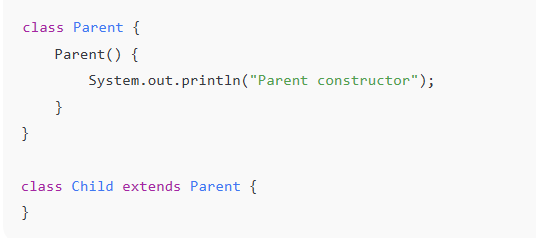 class Parent {
    Parent() {
        System.out.println("Parent constructor");
    }
}

class Child extends Parent {
}